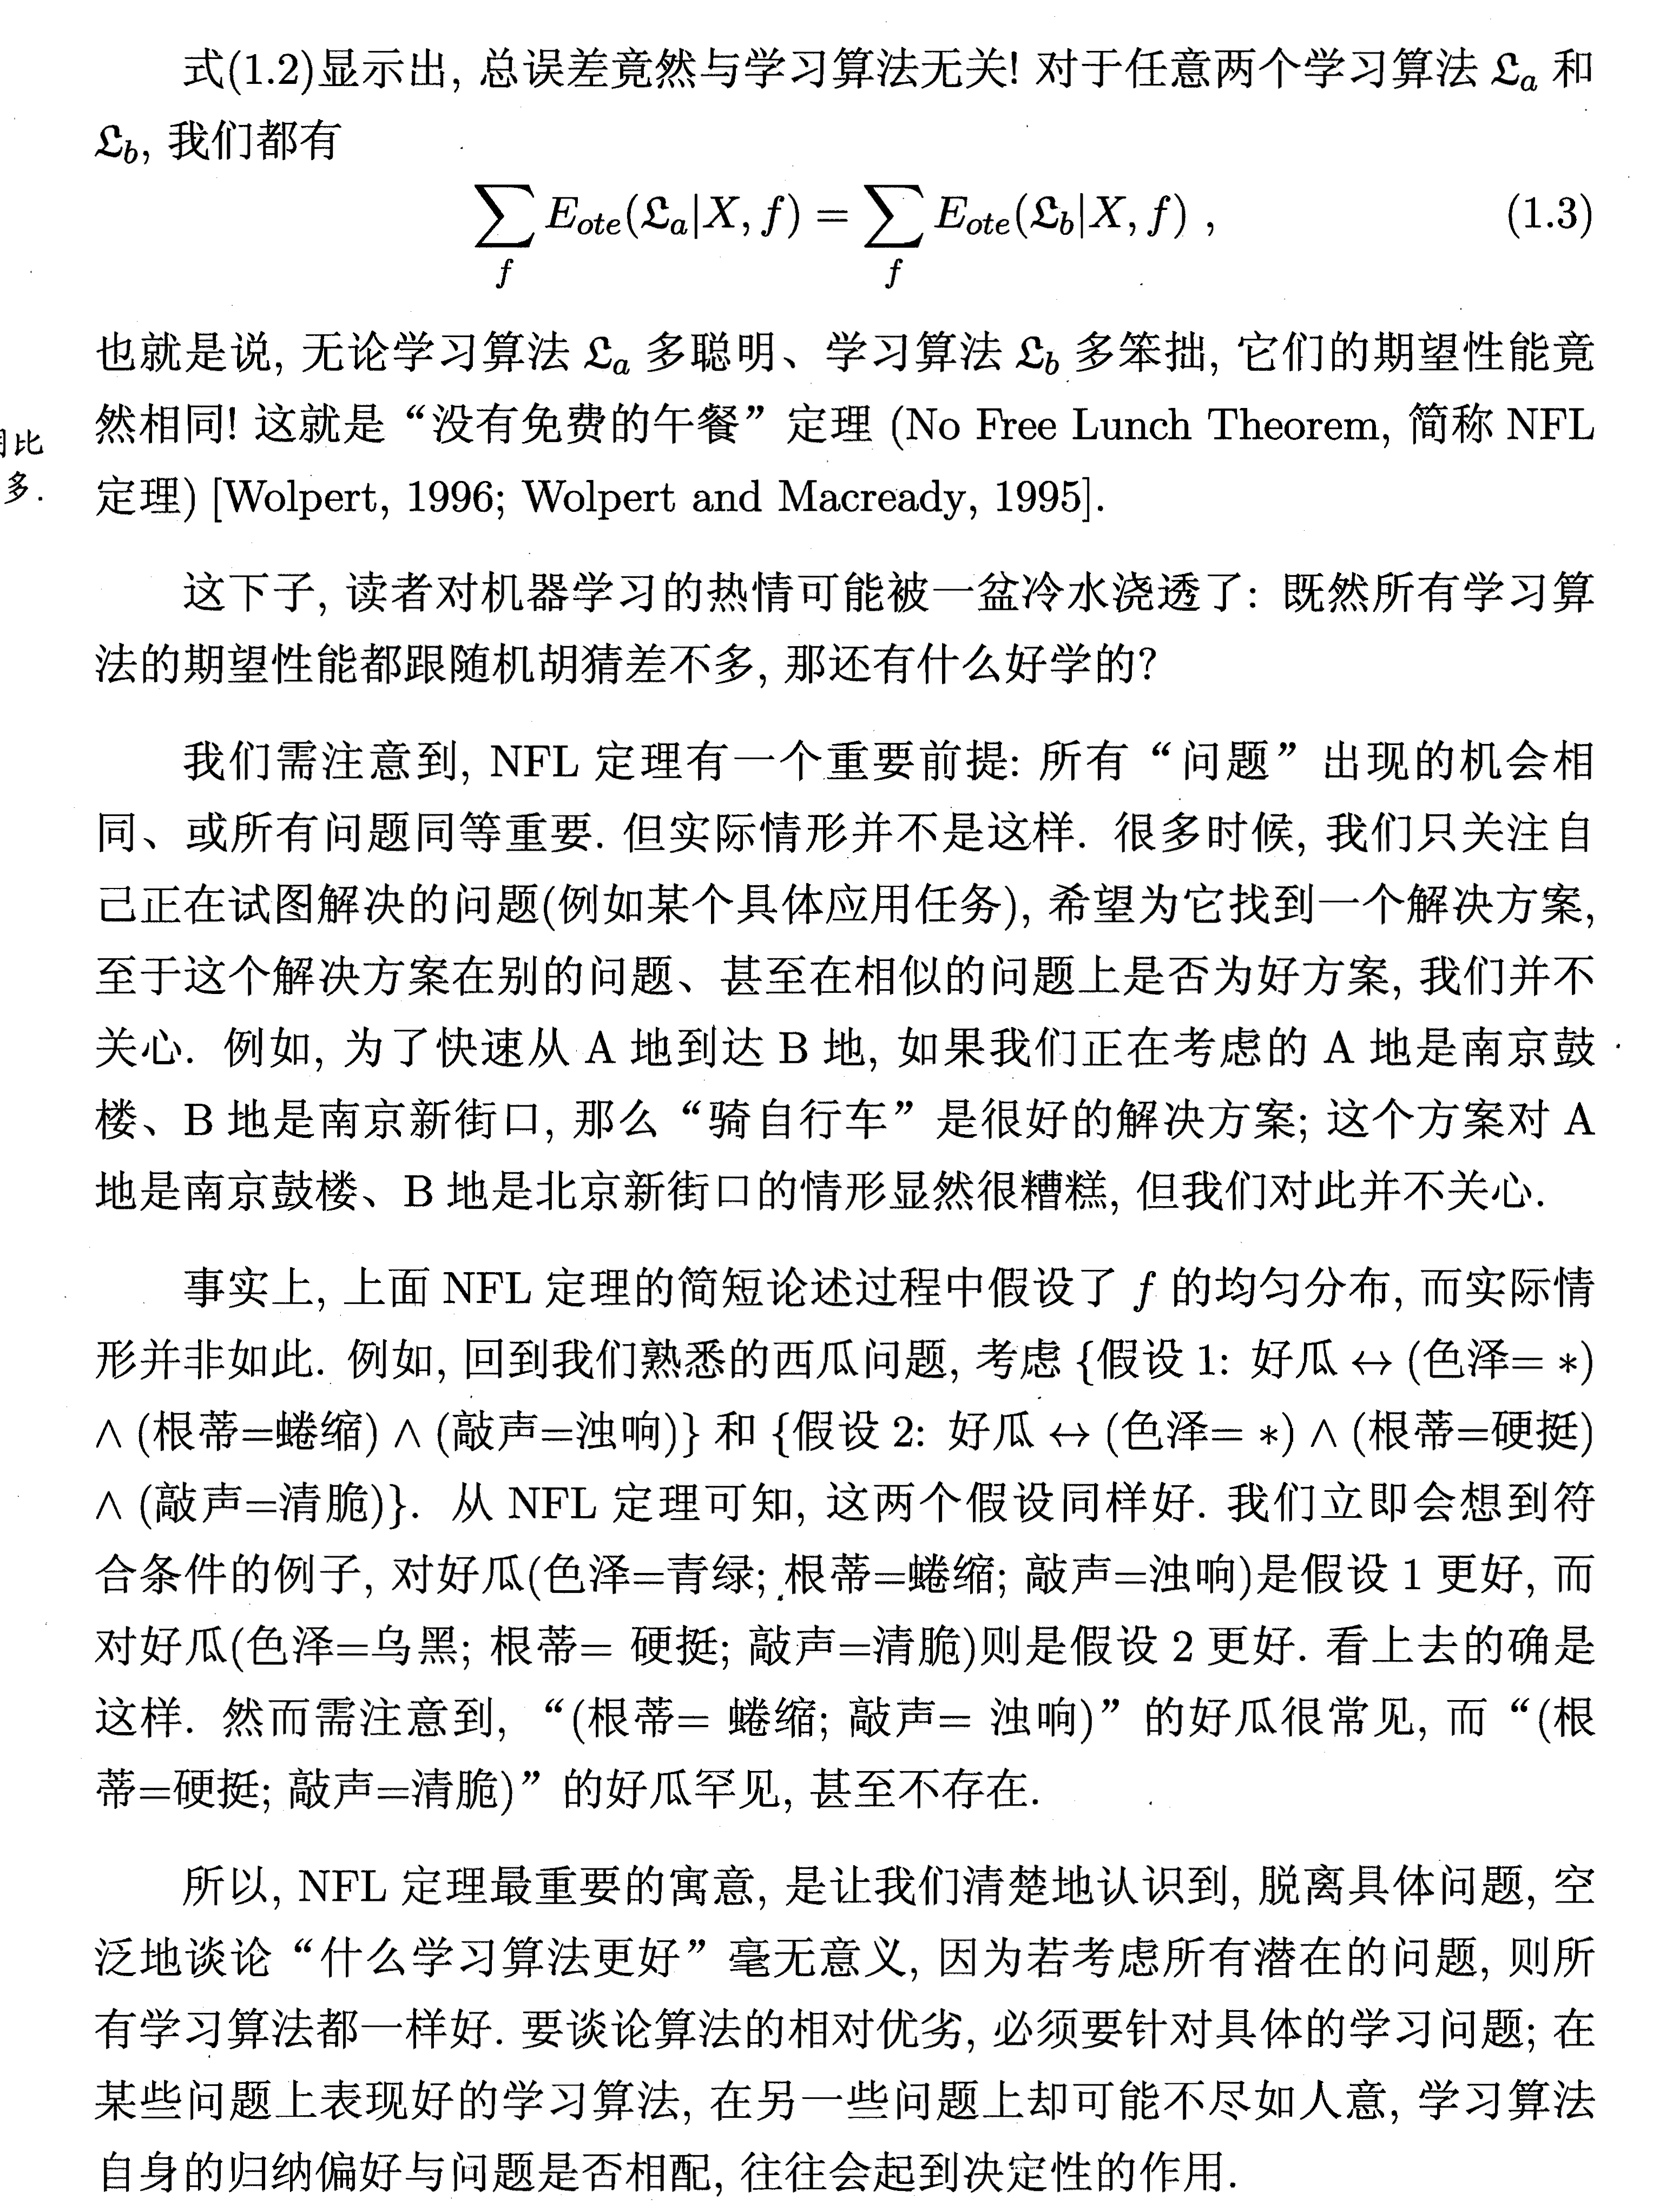 式(1.2)显示出, 总误差竟然与学习算法无关! 对于任意两个学习算法 𝔏a 和
𝔏b, 我们都有
∑f Eote(𝔏a|X, f) = ∑f Eote(𝔏b|X, f) , (1.3)
也就是说, 无论学习算法 𝔏a 多聪明、学习算法 𝔏b 多笨拙, 它们的期望性能竟
然相同! 这就是“没有免费的午餐”定理 (No Free Lunch Theorem, 简称 NFL
比
多.
定理) [Wolpert, 1996; Wolpert and Macready, 1995].
这下子, 读者对机器学习的热情可能被一盆冷水浇透了: 既然所有学习算
法的期望性能都跟随机胡猜差不多, 那还有什么好学的?
我们需注意到, NFL 定理有一个重要前提: 所有“问题”出现的机会相
同、或所有问题同等重要. 但实际情形并不是这样. 很多时候, 我们只关注自
己正在试图解决的问题(例如某个具体应用任务), 希望为它找到一个解决方案,
至于这个解决方案在别的问题、甚至在相似的问题上是否为好方案, 我们并不
关心. 例如, 为了快速从 A 地到达 B 地, 如果我们正在考虑的 A 地是南京鼓
楼、B 地是南京新街口, 那么“骑自行车”是很好的解决方案; 这个方案对 A
地是南京鼓楼、B 地是北京新街口的情形显然很糟糕, 但我们对此并不关心.
事实上, 上面 NFL 定理的简短论述过程中假设了 f 的均匀分布, 而实际情
形并非如此. 例如, 回到我们熟悉的西瓜问题, 考虑 {假设 1: 好瓜 ↔ (色泽= *)
∧ (根蒂=蜷缩) ∧ (敲声=浊响)} 和 {假设 2: 好瓜 ↔ (色泽= *) ∧ (根蒂=硬挺)
∧ (敲声=清脆)}. 从 NFL 定理可知, 这两个假设同样好. 我们立即会想到符
合条件的例子, 对好瓜(色泽=青绿; 根蒂=蜷缩; 敲声=浊响)是假设 1 更好, 而
对好瓜(色泽=乌黑; 根蒂= 硬挺; 敲声=清脆)则是假设 2 更好. 看上去的确是
这样. 然而需注意到, “(根蒂= 蜷缩; 敲声= 浊响)”的好瓜很常见, 而“(根
蒂=硬挺; 敲声=清脆)”的好瓜罕见, 甚至不存在.
所以, NFL 定理最重要的寓意, 是让我们清楚地认识到, 脱离具体问题, 空
泛地谈论“什么学习算法更好”毫无意义, 因为若考虑所有潜在的问题, 则所
有学习算法都一样好. 要谈论算法的相对优劣, 必须要针对具体的学习问题; 在
某些问题上表现好的学习算法, 在另一些问题上却可能不尽如人意, 学习算法
自身的归纳偏好与问题是否相配, 往往会起到决定性的作用.